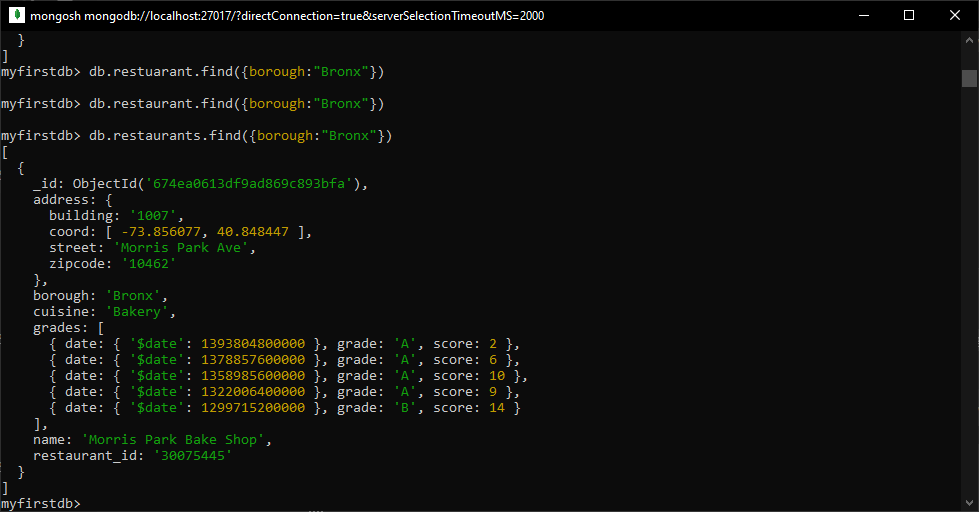 mongosh mongodb://localhost:27017/?directConnection=true&serverSelectionTimeoutMS=2000
  }
]
myfirstdb> db.restuarant.find({borough:"Bronx"})
myfirstdb> db.restaurant.find({borough:"Bronx"})
myfirstdb> db.restaurants.find({borough:"Bronx"})
[
  {
    _id: ObjectId('674ea0613df9ad869c893bfa'),
    address: {
      building: '1007',
      coord: [ -73.856077, 40.848447 ],
      street: 'Morris Park Ave',
      zipcode: '10462'
    },
    borough: 'Bronx',
    cuisine: 'Bakery',
    grades: [
      { date: { '$date': 1393804800000 }, grade: 'A', score: 2 },
      { date: { '$date': 1378857600000 }, grade: 'A', score: 6 },
      { date: { '$date': 1358985600000 }, grade: 'A', score: 10 },
      { date: { '$date': 1322006400000 }, grade: 'A', score: 9 },
      { date: { '$date': 1299715200000 }, grade: 'B', score: 14 }
    ],
    name: 'Morris Park Bake Shop',
    restaurant_id: '30075445'
  }
]
myfirstdb>